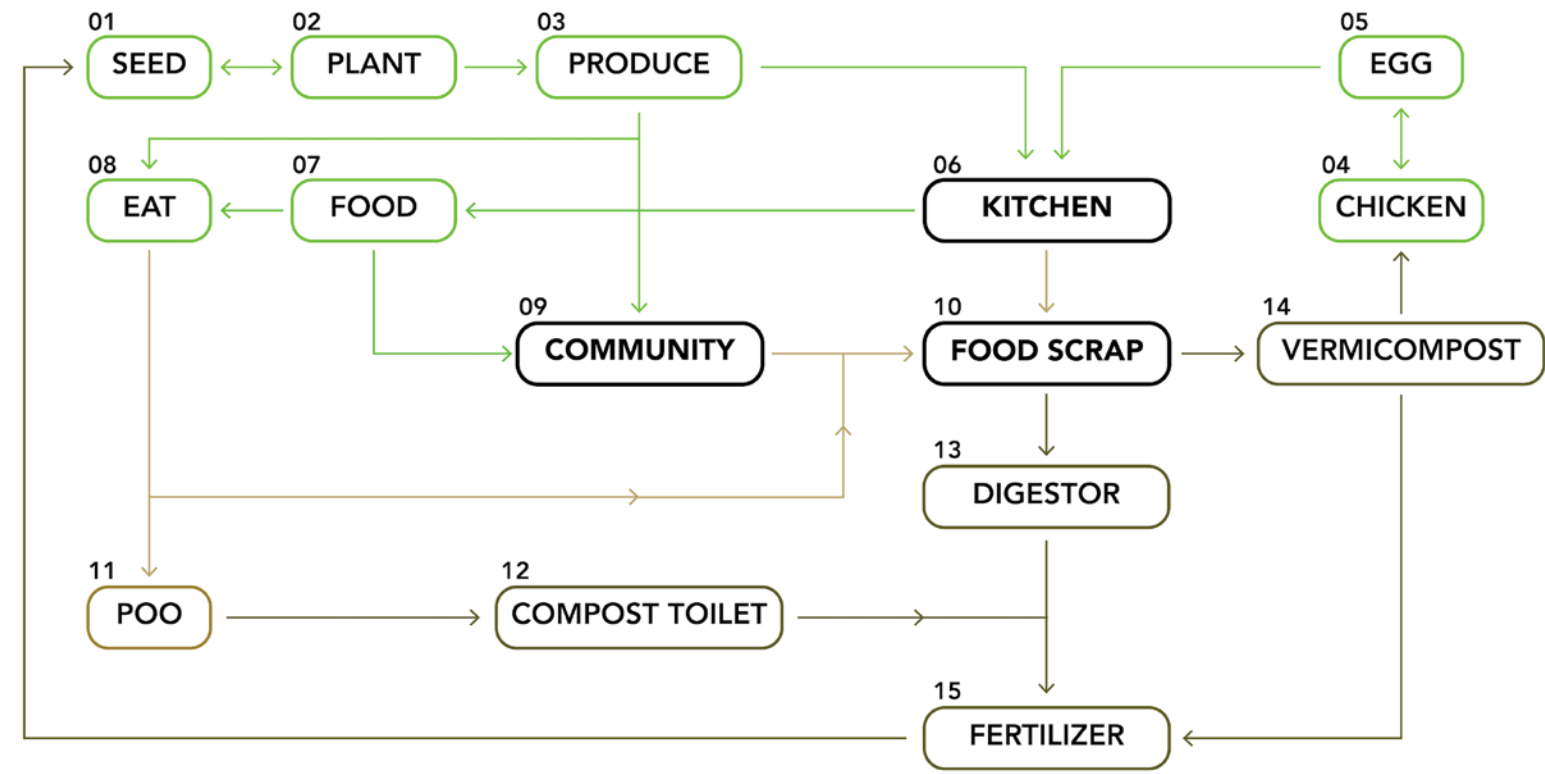 01
SEED
02
PLANT
03
PRODUCE
05
EGG
08
EAT
07
FOOD
06
KITCHEN
04
CHICKEN
09
COMMUNITY
10
FOOD SCRAP
14
VERMICOMPOST
13
DIGESTOR
11
POO
12
COMPOST TOILET
15
FERTILIZER